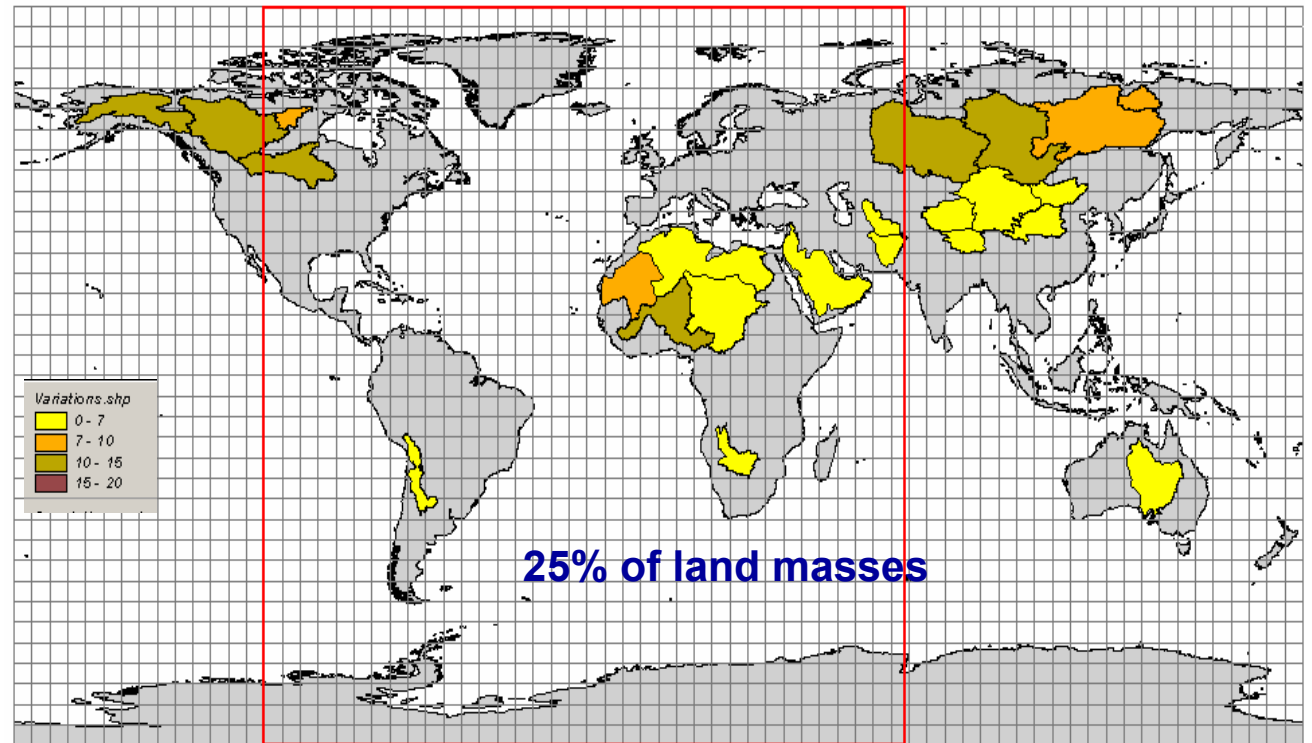 Variations.shp
0 - 7
7 - 10
10 - 15
15 - 20
25% of land masses